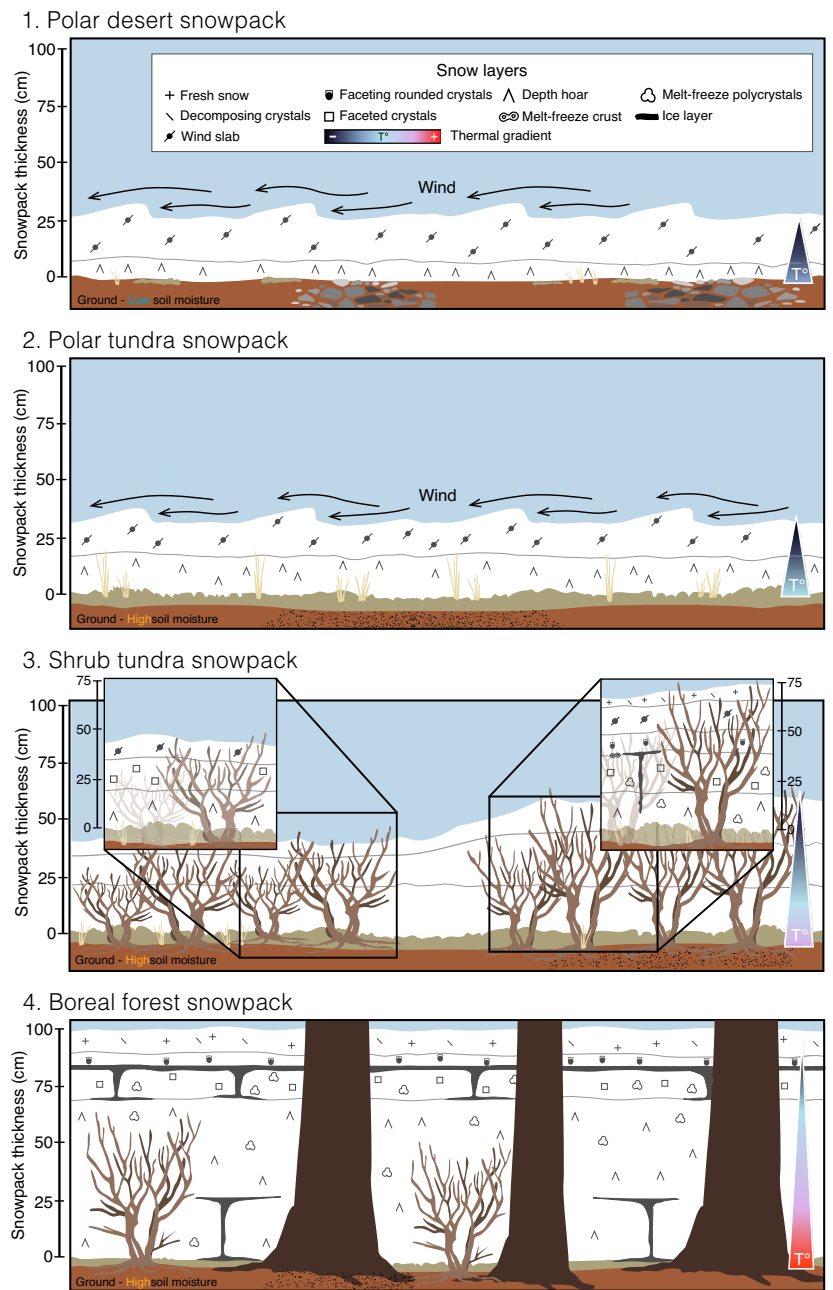 1. Polar desert snowpack
Snowpack thickness (cm)
100
75
50
25
0
Snow layers
Fresh snow
Faceting rounded crystals
Depth hoar
Melt-freeze polycrystals
Decomposing crystals
Faceted crystals
Melt-freeze crust
Ice layer
Wind slab
- T° +
Thermal gradient
Wind
T°
Ground - Low soil moisture
2. Polar tundra snowpack
Snowpack thickness (cm)
100
75
50
25
0
Wind
T°
Ground - High soil moisture
3. Shrub tundra snowpack
Snowpack thickness (cm)
100
75
50
25
0
75
50
25
0
75
50
25
0
T°
Ground - High soil moisture
4. Boreal forest snowpack
Snowpack thickness (cm)
100
75
50
25
0
T°
Ground - High soil moisture